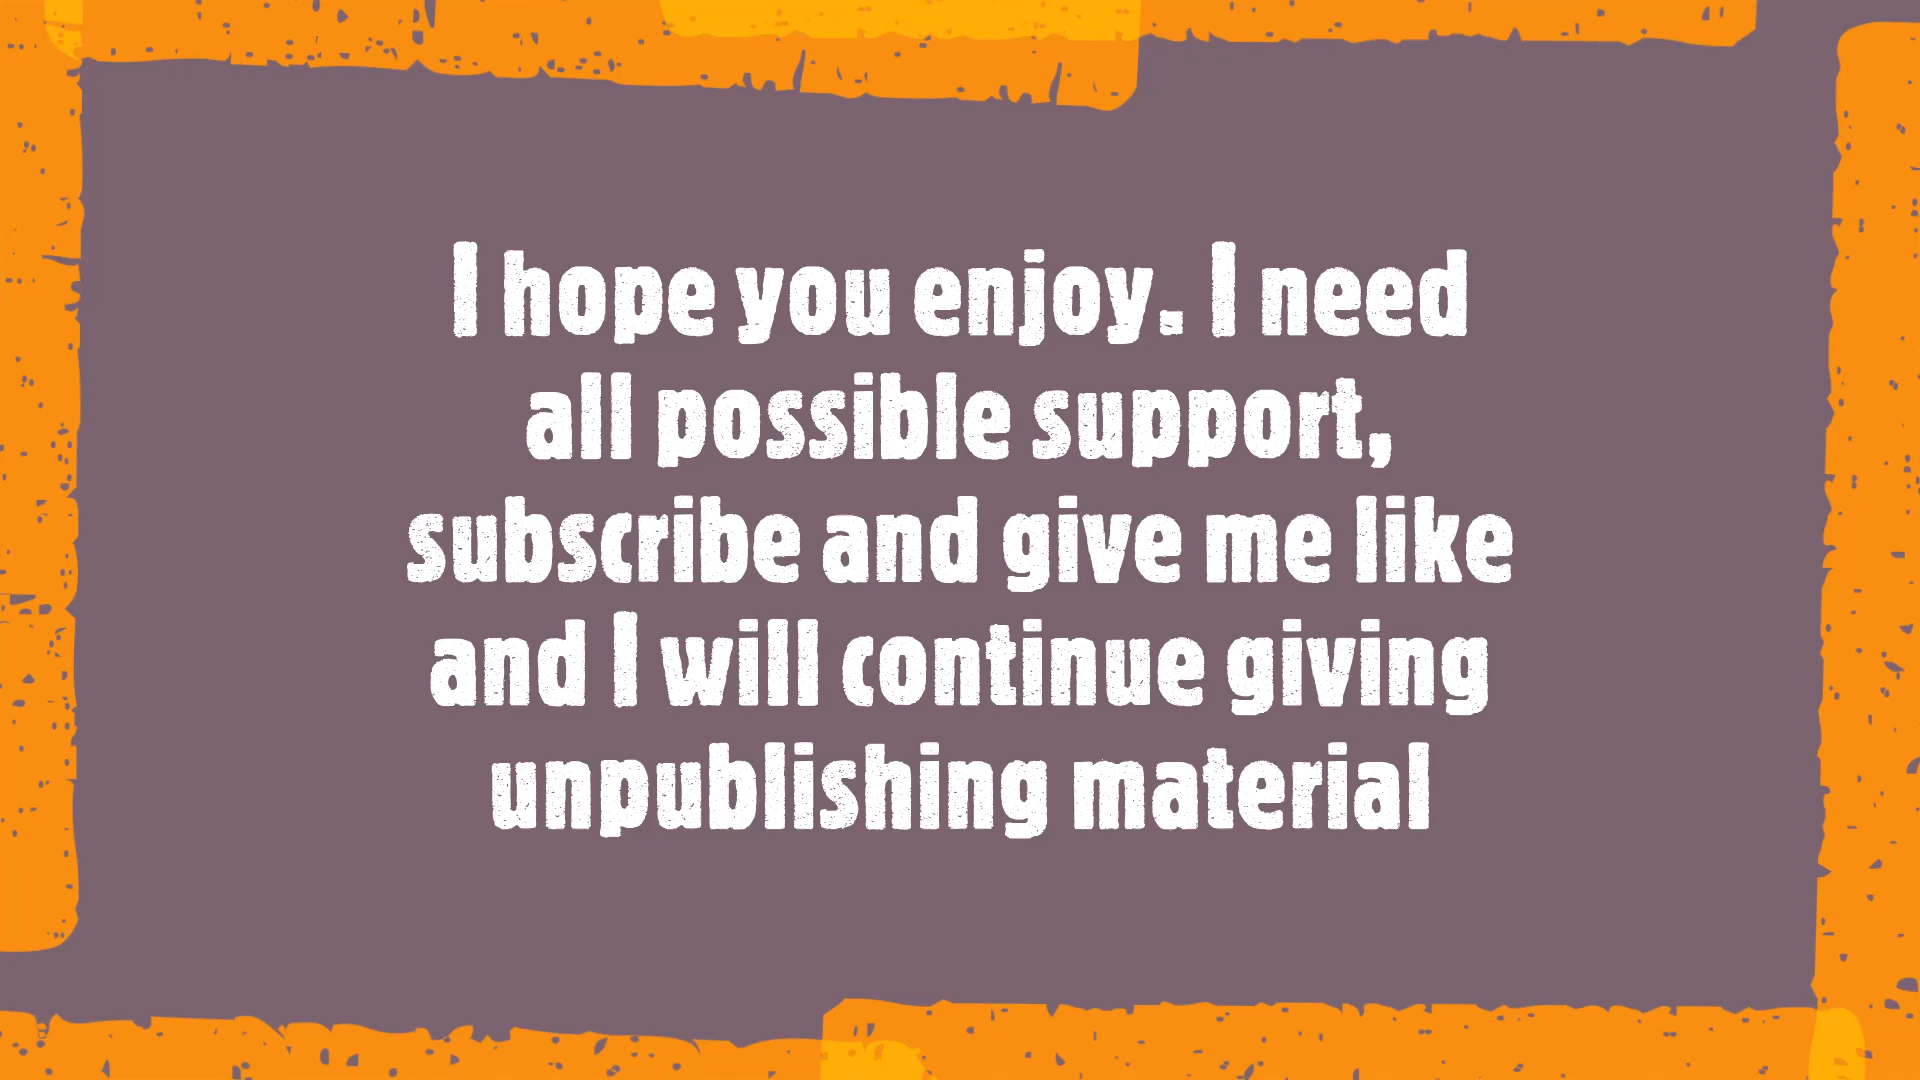 I hope you enjoy. I need
all possible support,
subscribe and give me like
and I will continue giving
unpublishing material